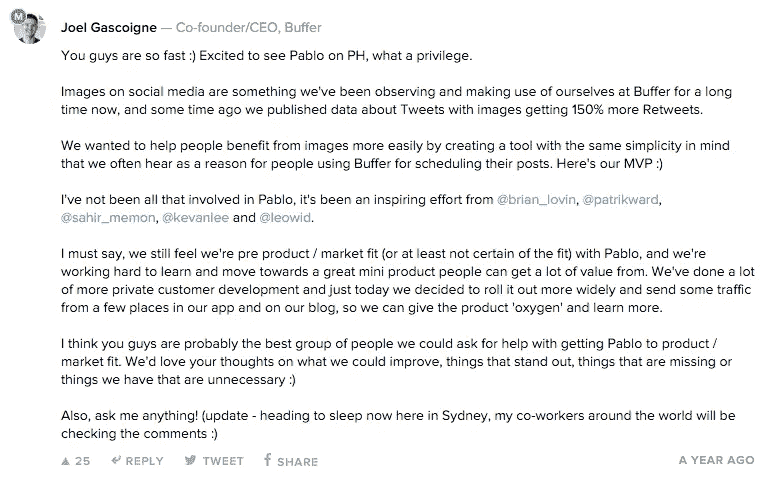 M
Joel Gascoigne — Co-founder/CEO, Buffer
You guys are so fast :) Excited to see Pablo on PH, what a privilege.
Images on social media are something we've been observing and making use of ourselves at Buffer for a long
time now, and some time ago we published data about Tweets with images getting 150% more Retweets.
We wanted to help people benefit from images more easily by creating a tool with the same simplicity in mind
that we often hear as a reason for people using Buffer for scheduling their posts. Here's our MVP :)
I've not been all that involved in Pablo, it's been an inspiring effort from @brian_lovin, @patrikward,
@sahir_memon, @kevanlee and @leowid.
I must say, we still feel we're pre product / market fit (or at least not certain of the fit) with Pablo, and we're
working hard to learn and move towards a great mini product people can get a lot of value from. We've done a lot
of more private customer development and just today we decided to roll it out more widely and send some traffic
from a few places in our app and on our blog, so we can give the product 'oxygen' and learn more.
I think you guys are probably the best group of people we could ask for help with getting Pablo to product /
market fit. We'd love your thoughts on what we could improve, things that stand out, things that are missing or
things we have that are unnecessary :)
Also, ask me anything! (update - heading to sleep now here in Sydney, my co-workers around the world will be
checking the comments :)
▲ 25 REPLY TWEET SHARE A YEAR AGO